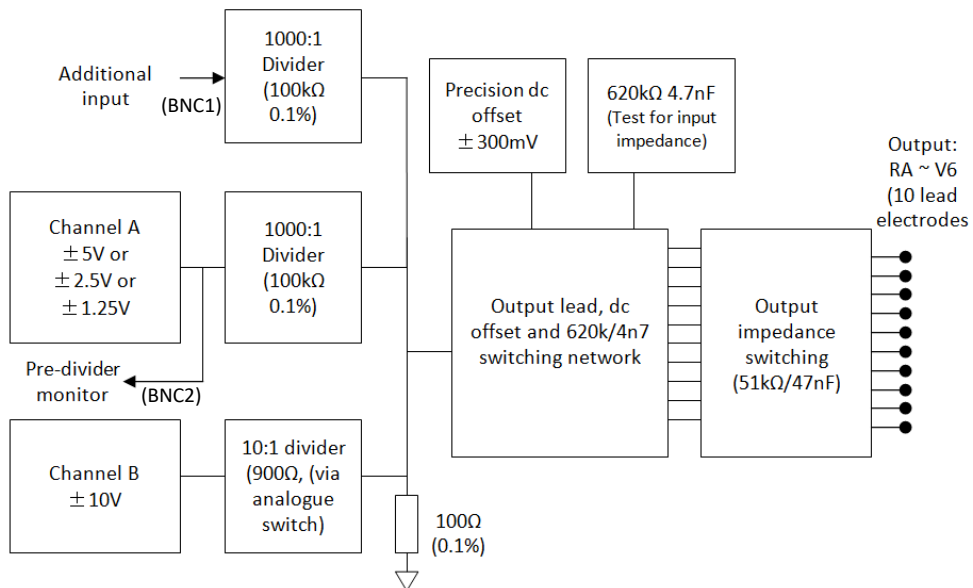 Additional
input
(BNC1)
1000:1
Divider
(100kΩ
0.1%)
Precision dc
offset
±300mV
620kΩ 4.7nF
(Test for input
impedance)
Output:
RA ~ V6
(10 lead
electrodes
Channel A
±5V or
±2.5V or
±1.25V
1000:1
Divider
(100kΩ
0.1%)
Output lead, dc
offset and 620k/4n7
switching network
Output
impedance
switching
(51kΩ/47nF)
Pre-divider
monitor
(BNC2)
Channel B
±10V
10:1 divider
(900Ω, (via
analogue
switch)
100Ω
(0.1%)